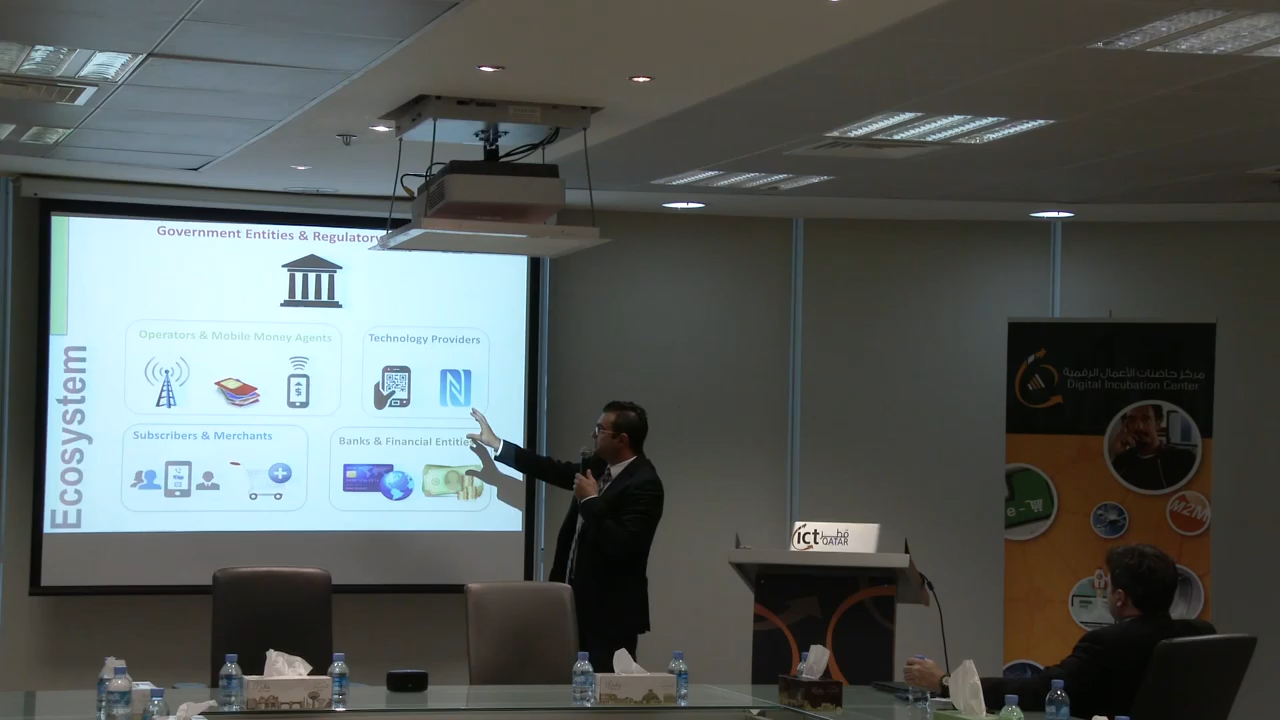 Government Entities & Regulatory
Operators & Mobile Money Agents
Technology Providers
$
N
Subscribers & Merchants
Banks & Financial Entities
Ecosystem
مركز حاضنات الأعمال الرقمية
Digital Incubation Center
e-
M2M
ict
قطر
QATAR